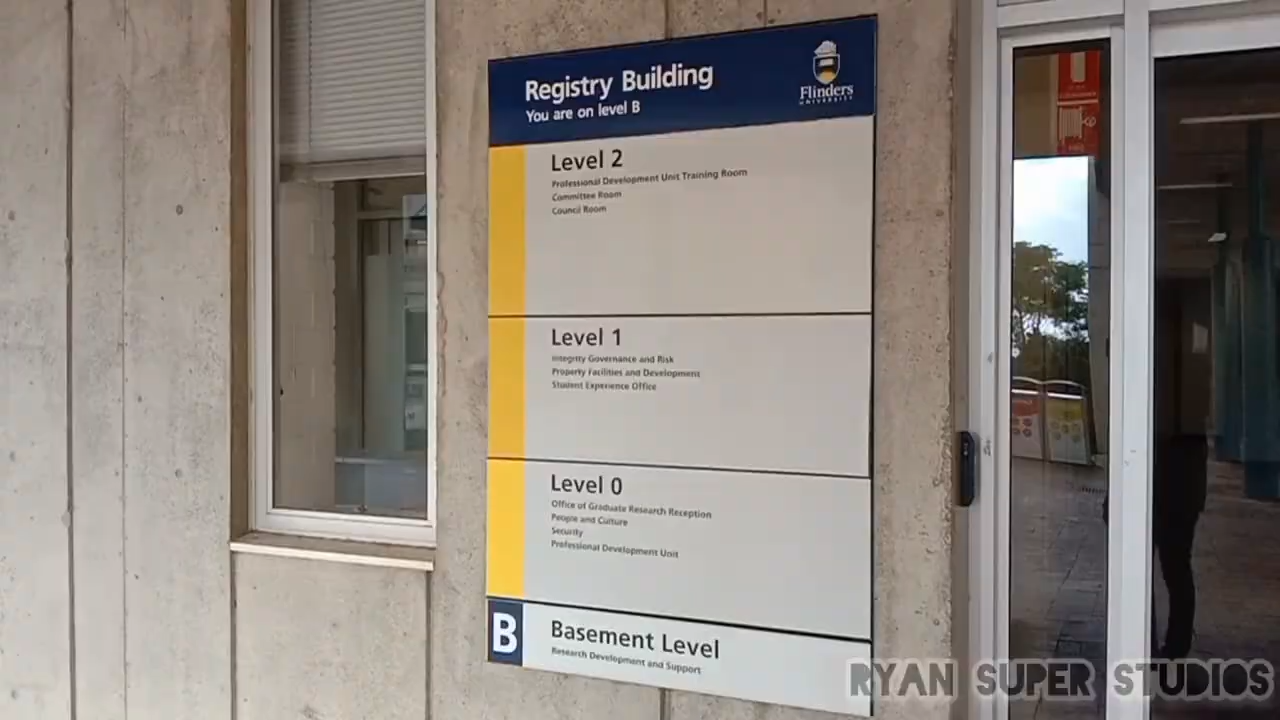 Registry Building
You are on level B
Flinders
UNIVERSITY
Level 2
Professional Development Unit Training Room
Committee Room
Council Room
Level 1
Integrity Governance and Risk
Property Facilities and Development
Student Experience Office
Level 0
Office of Graduate Research Reception
People and Culture
Security
Professional Development Unit
B
Basement Level
Research Development and Support
RYAN SUPER STUDIOS